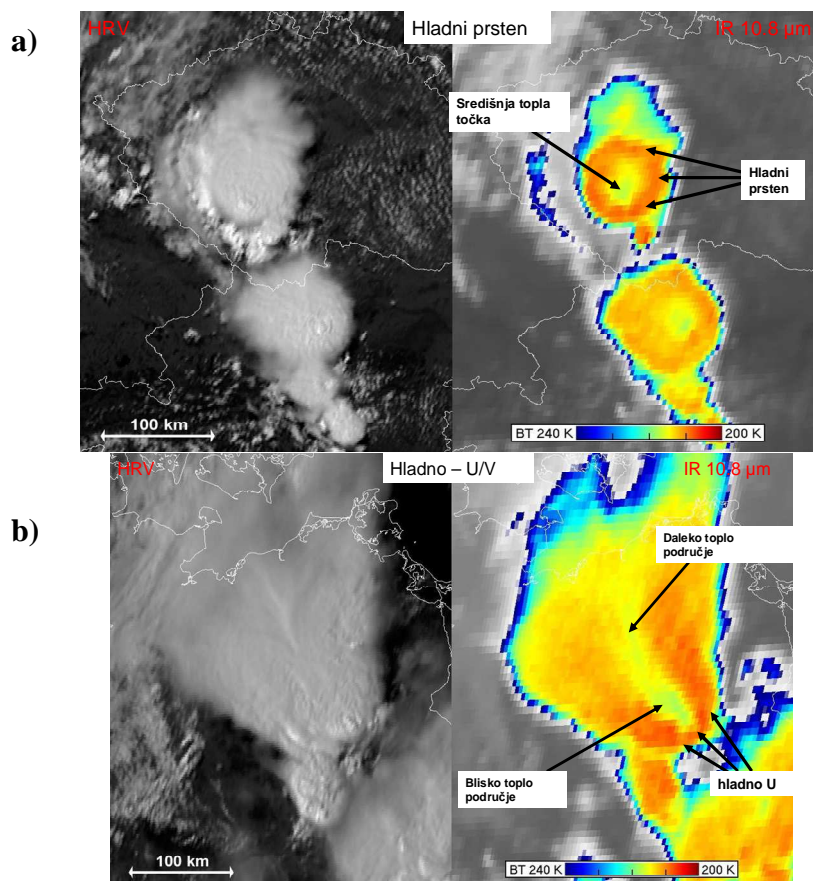 a)
HRV
Hladni prsten
IR 10.8 µm
Središnja topla
točka
Hladni
prsten
100 km
BT 240 K
200 K
b)
HRV
Hladno – U/V
IR 10.8 µm
Daleko toplo
područje
Blisko toplo
područje
hladno U
100 km
BT 240 K
200 K